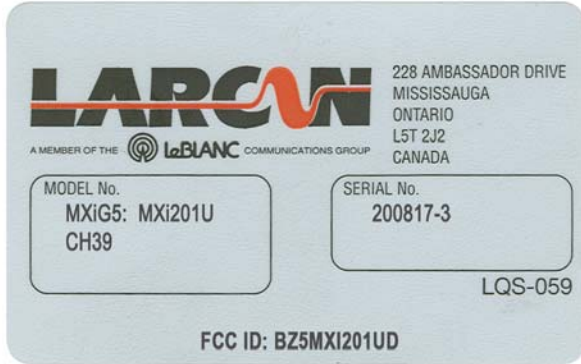 LARCAN
228 AMBASSADOR DRIVE
MISSISSAUGA
ONTARIO
L5T 2J2
CANADA
A MEMBER OF THE LeBLANC COMMUNICATIONS GROUP
MODEL No.
MXiG5: MXi201U
CH39
SERIAL No.
200817-3
LQS-059
FCC ID: BZ5MXI201UD